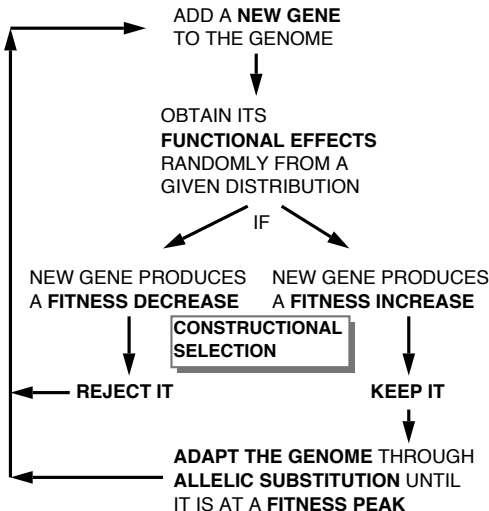 ADD A NEW GENE
TO THE GENOME
OBTAIN ITS
FUNCTIONAL EFFECTS
RANDOMLY FROM A
GIVEN DISTRIBUTION
IF
NEW GENE PRODUCES
A FITNESS DECREASE
NEW GENE PRODUCES
A FITNESS INCREASE
CONSTRUCTIONAL
SELECTION
REJECT IT
KEEP IT
ADAPT THE GENOME THROUGH
ALLELIC SUBSTITUTION UNTIL
IT IS AT A FITNESS PEAK